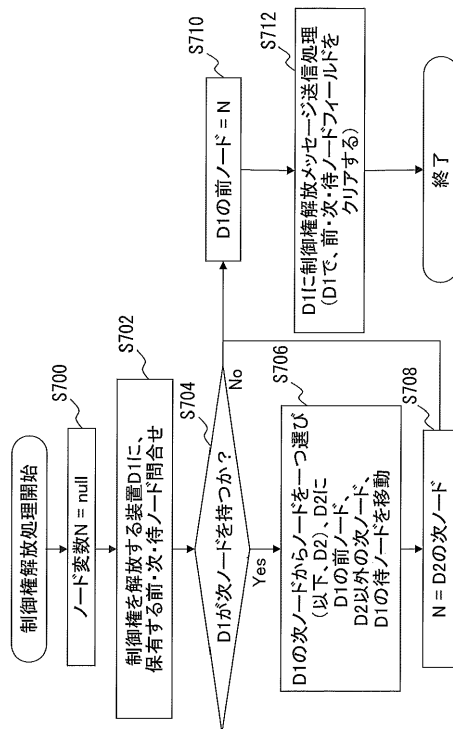 制御権解放処理開始
S700
ノード変数N = null
S702
制御権を解放する装置D1に、
保有する前・次・待ノード問合せ
S704
D1が次ノードを持つか?
No
Yes
S706
D1の次ノードからノードを一つ選び
(以下、D2)、D2に
D1の前ノード、
D2以外の次ノード、
D1の待ノードを移動
S708
N = D2の次ノード
S710
D1の前ノード = N
S712
D1に制御権解放メッセージ送信処理
(D1で、前・次・待ノードフィールドを
クリアする)
終了